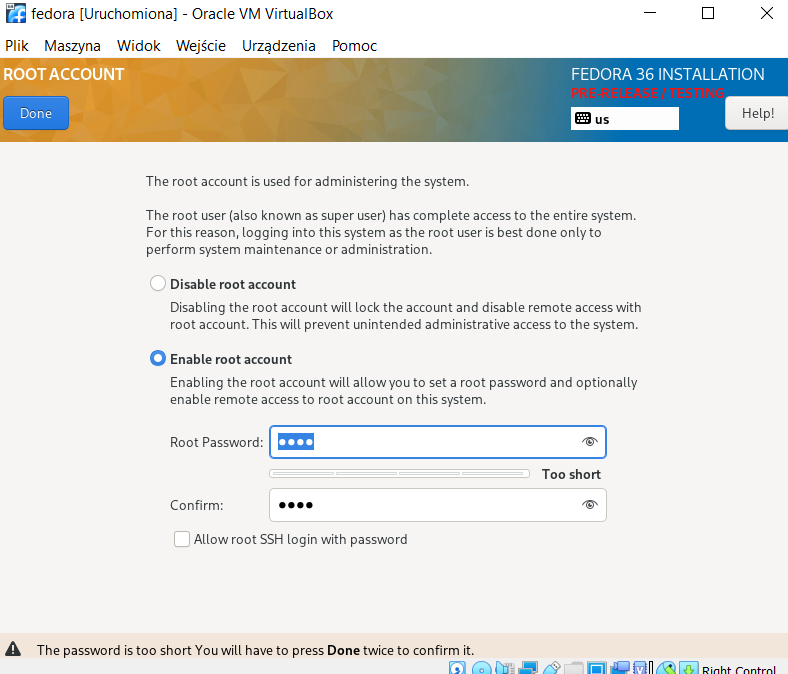 fedora [Uruchomiona] - Oracle VM VirtualBox
Plik Maszyna Widok Wejście Urządzenia Pomoc
ROOT ACCOUNT
FEDORA 36 INSTALLATION
PRE-RELEASE / TESTING
Done
us
Help!
The root account is used for administering the system.
The root user (also known as super user) has complete access to the entire system.
For this reason, logging into this system as the root user is best done only to
perform system maintenance or administration.
Disable root account
Disabling the root account will lock the account and disable remote access with
root account. This will prevent unintended administrative access to the system.
Enable root account
Enabling the root account will allow you to set a root password and optionally
enable remote access to root account on this system.
Root Password: ●●●●
Too short
Confirm: ●●●●
Allow root SSH login with password
The password is too short You will have to press Done twice to confirm it.
Right Control